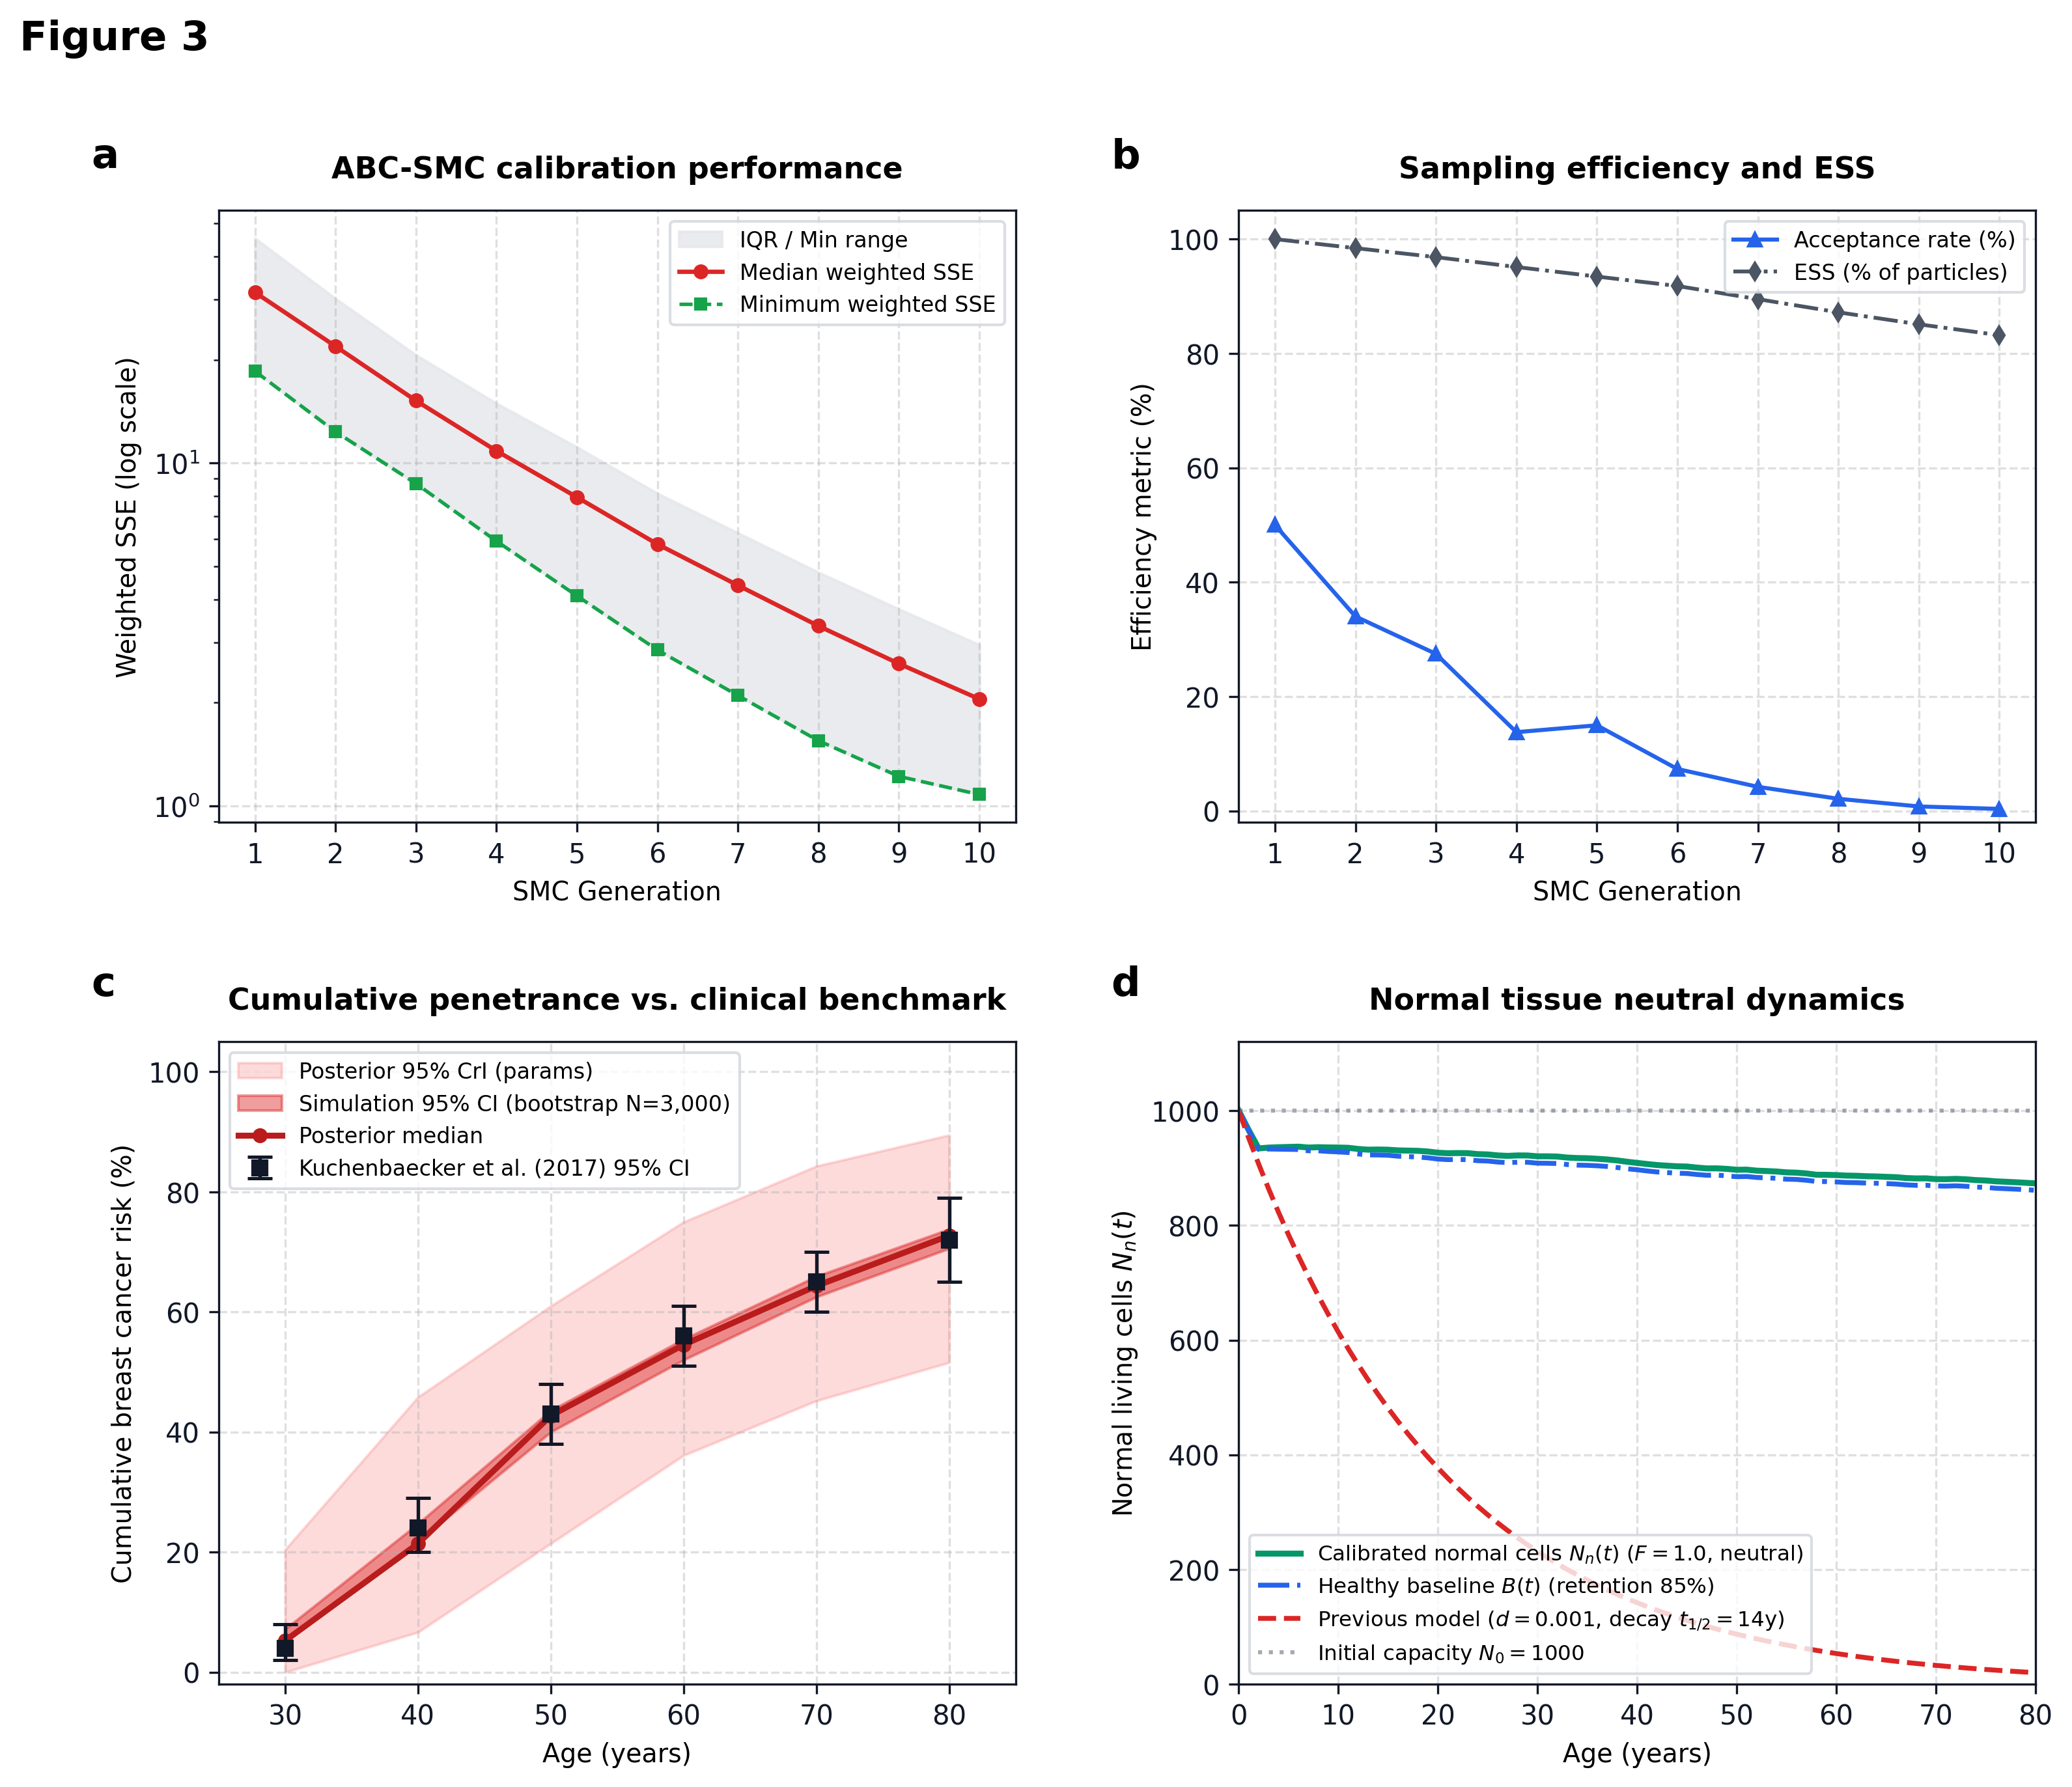 Figure 3
a
ABC-SMC calibration performance
IQR / Min range
Median weighted SSE
Minimum weighted SSE
Weighted SSE (log scale)
10¹
10⁰
1 2 3 4 5 6 7 8 9 10
SMC Generation
b
Sampling efficiency and ESS
Acceptance rate (%)
ESS (% of particles)
Efficiency metric (%)
100
80
60
40
20
0
1 2 3 4 5 6 7 8 9 10
SMC Generation
c
Cumulative penetrance vs. clinical benchmark
Posterior 95% CrI (params)
Simulation 95% CI (bootstrap N=3,000)
Posterior median
Kuchenbaecker et al. (2017) 95% CI
Cumulative breast cancer risk (%)
100
80
60
40
20
0
30 40 50 60 70 80
Age (years)
d
Normal tissue neutral dynamics
Normal living cells Nₙ(t)
1000
800
600
400
200
0
Calibrated normal cells Nₙ(t) (F = 1.0, neutral)
Healthy baseline B(t) (retention 85%)
Previous model (d = 0.001, decay t₁/₂ = 14y)
Initial capacity N₀ = 1000
0 10 20 30 40 50 60 70 80
Age (years)